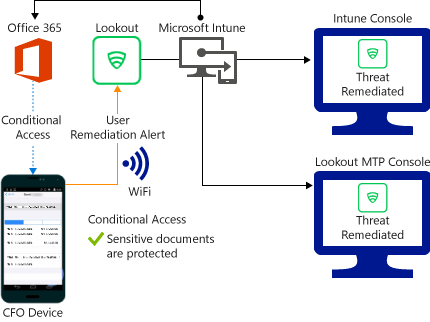 Office 365
Lookout
Microsoft Intune
Intune Console
Threat
Remediated
Conditional
Access
User
Remediation Alert
WiFi
Lookout MTP Console
Threat
Remediated
Conditional Access
Sensitive documents
are protected
CFO Device